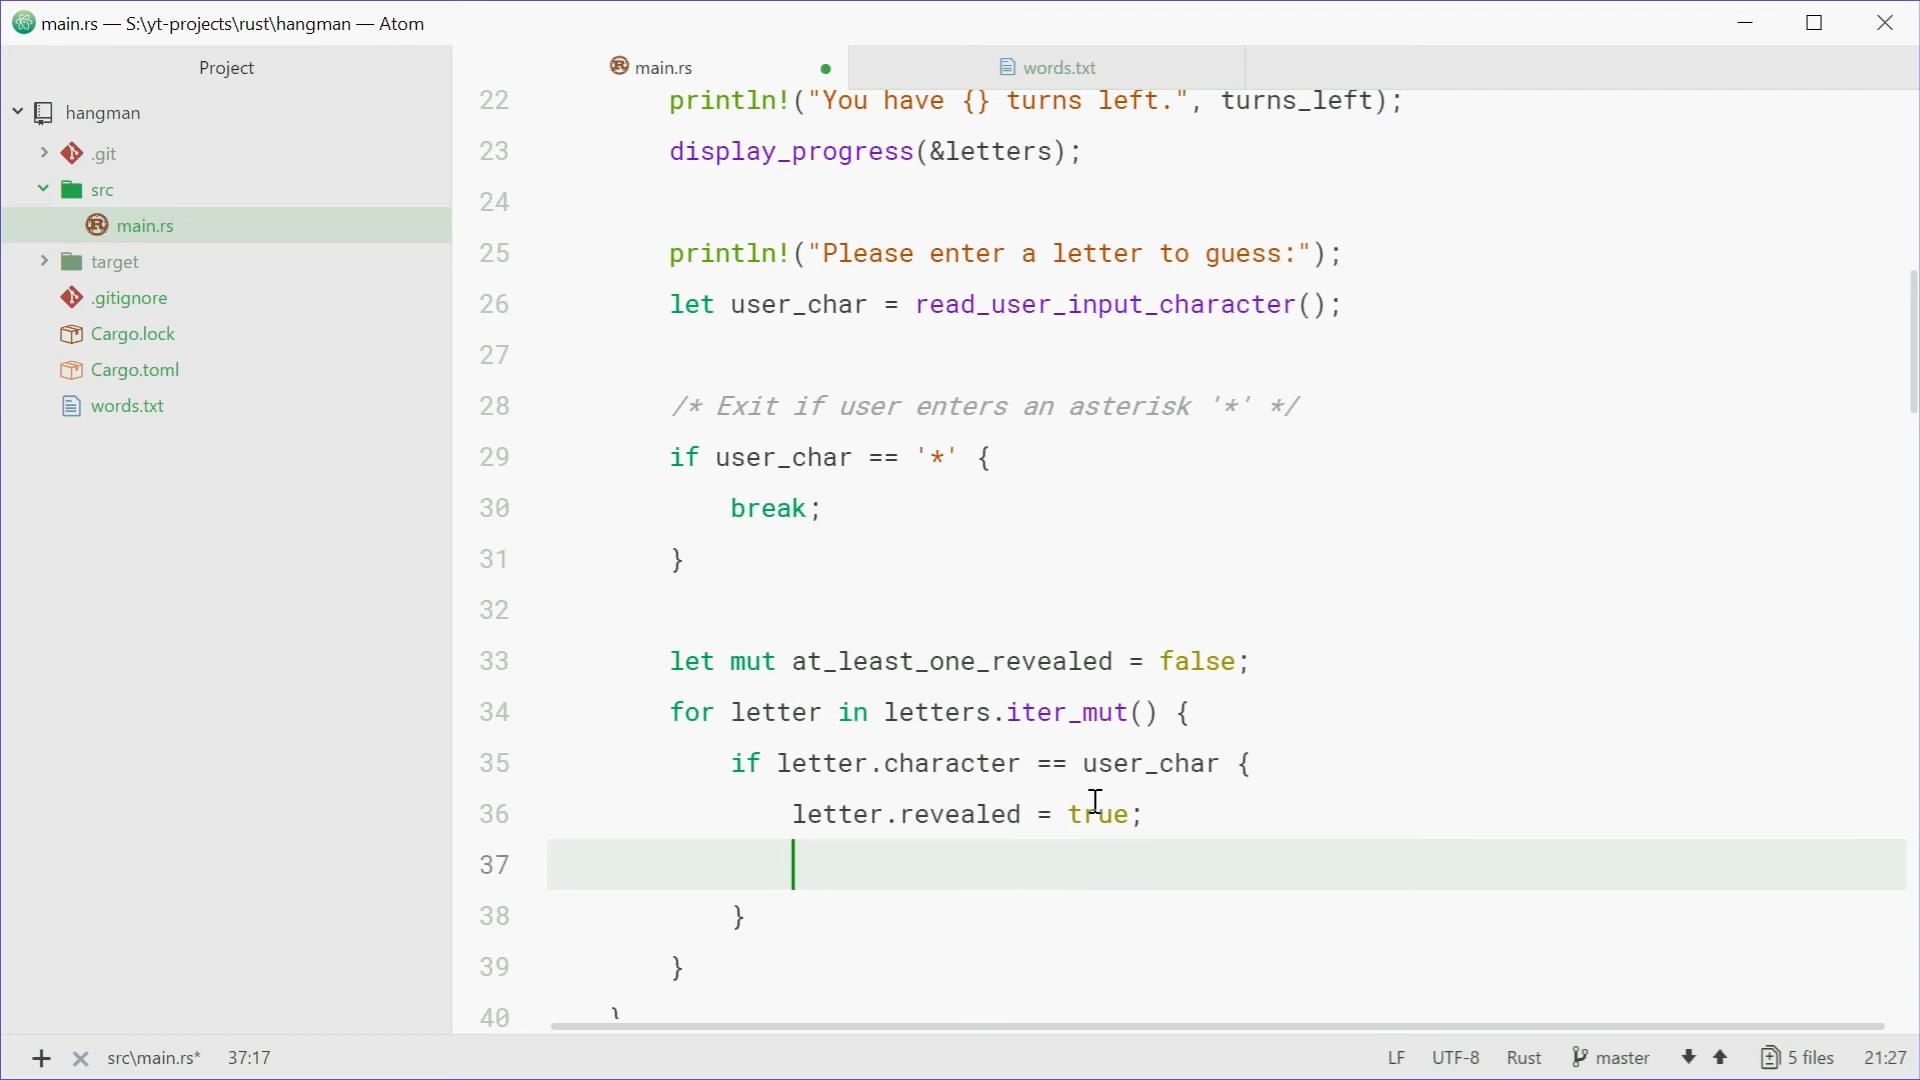 main.rs — S:\yt-projects\rust\hangman — Atom
Project
hangman
.git
src
main.rs
target
.gitignore
Cargo.lock
Cargo.toml
words.txt
main.rs
words.txt
22 println!("You have {} turns left.", turns_left);
23 display_progress(&letters);
24
25 println!("Please enter a letter to guess:");
26 let user_char = read_user_input_character();
27
28 /* Exit if user enters an asterisk '*' */
29 if user_char == '*' {
30 break;
31 }
32
33 let mut at_least_one_revealed = false;
34 for letter in letters.iter_mut() {
35 if letter.character == user_char {
36 letter.revealed = true;
37
38 }
39 }
40 }
src\main.rs* 37:17 LF UTF-8 Rust master 5 files 21:27